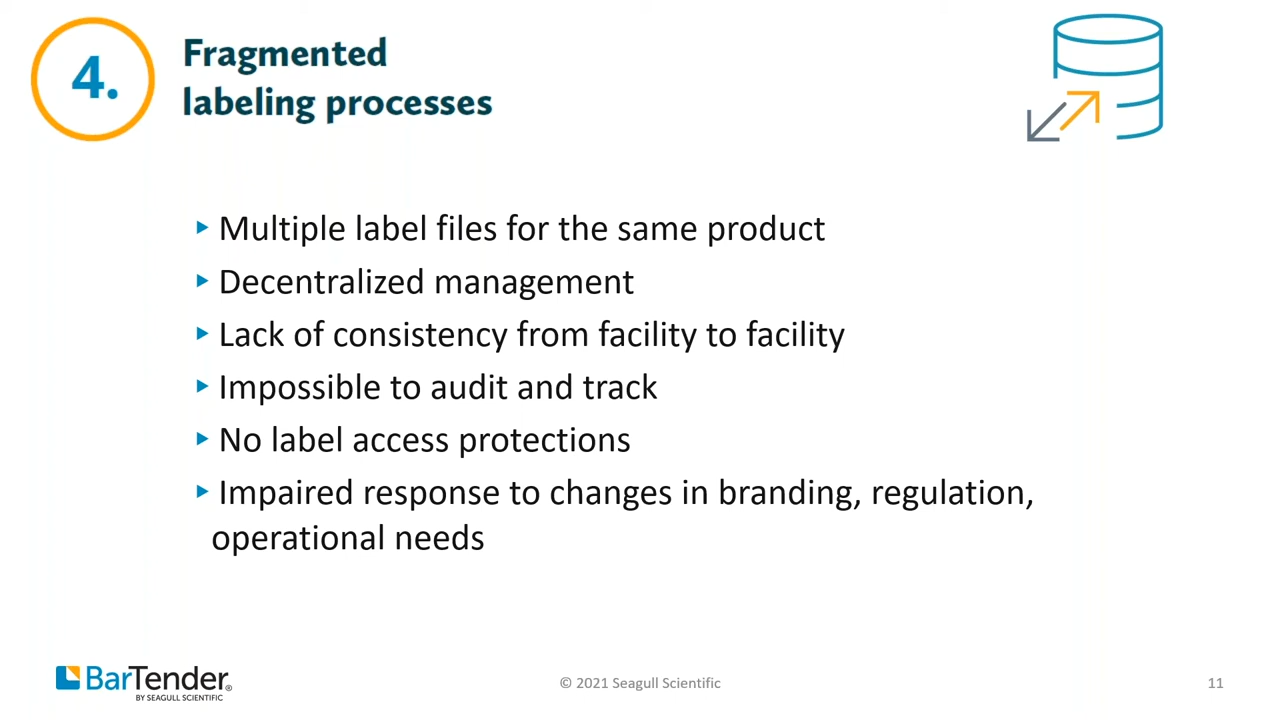 4.
Fragmented
labeling processes
Multiple label files for the same product
Decentralized management
Lack of consistency from facility to facility
Impossible to audit and track
No label access protections
Impaired response to changes in branding, regulation,
operational needs
BarTender®
BY SEAGULL SCIENTIFIC
© 2021 Seagull Scientific
11